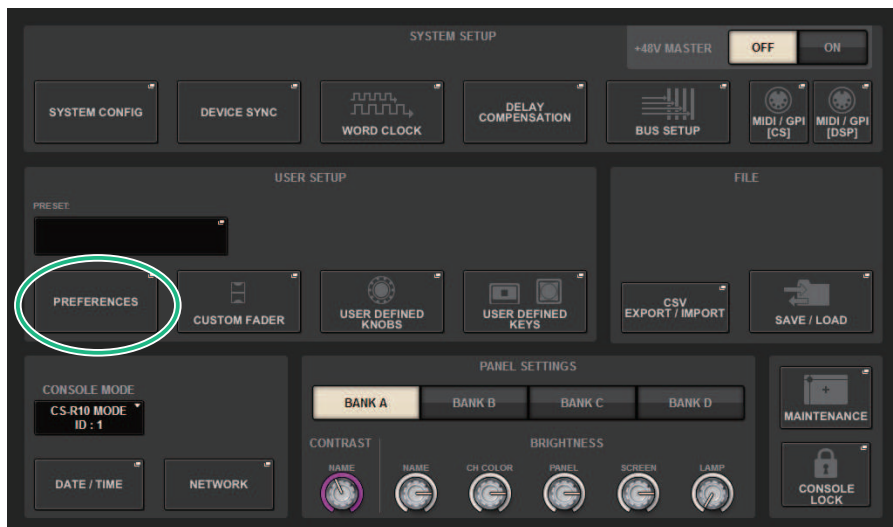 SYSTEM SETUP
+48V MASTER
OFF
ON
SYSTEM CONFIG
DEVICE SYNC
WORD CLOCK
DELAY
COMPENSATION
BUS SETUP
MIDI / GPI
[CS]
MIDI / GPI
[DSP]
USER SETUP
PRESET
PREFERENCES
CUSTOM FADER
USER DEFINED
KNOBS
USER DEFINED
KEYS
FILE
CSV
EXPORT / IMPORT
SAVE / LOAD
CONSOLE MODE
CS-R10 MODE
ID : 1
DATE / TIME
NETWORK
PANEL SETTINGS
BANK A
BANK B
BANK C
BANK D
CONTRAST
BRIGHTNESS
NAME
NAME
CH COLOR
PANEL
SCREEN
LAMP
MAINTENANCE
CONSOLE
LOCK